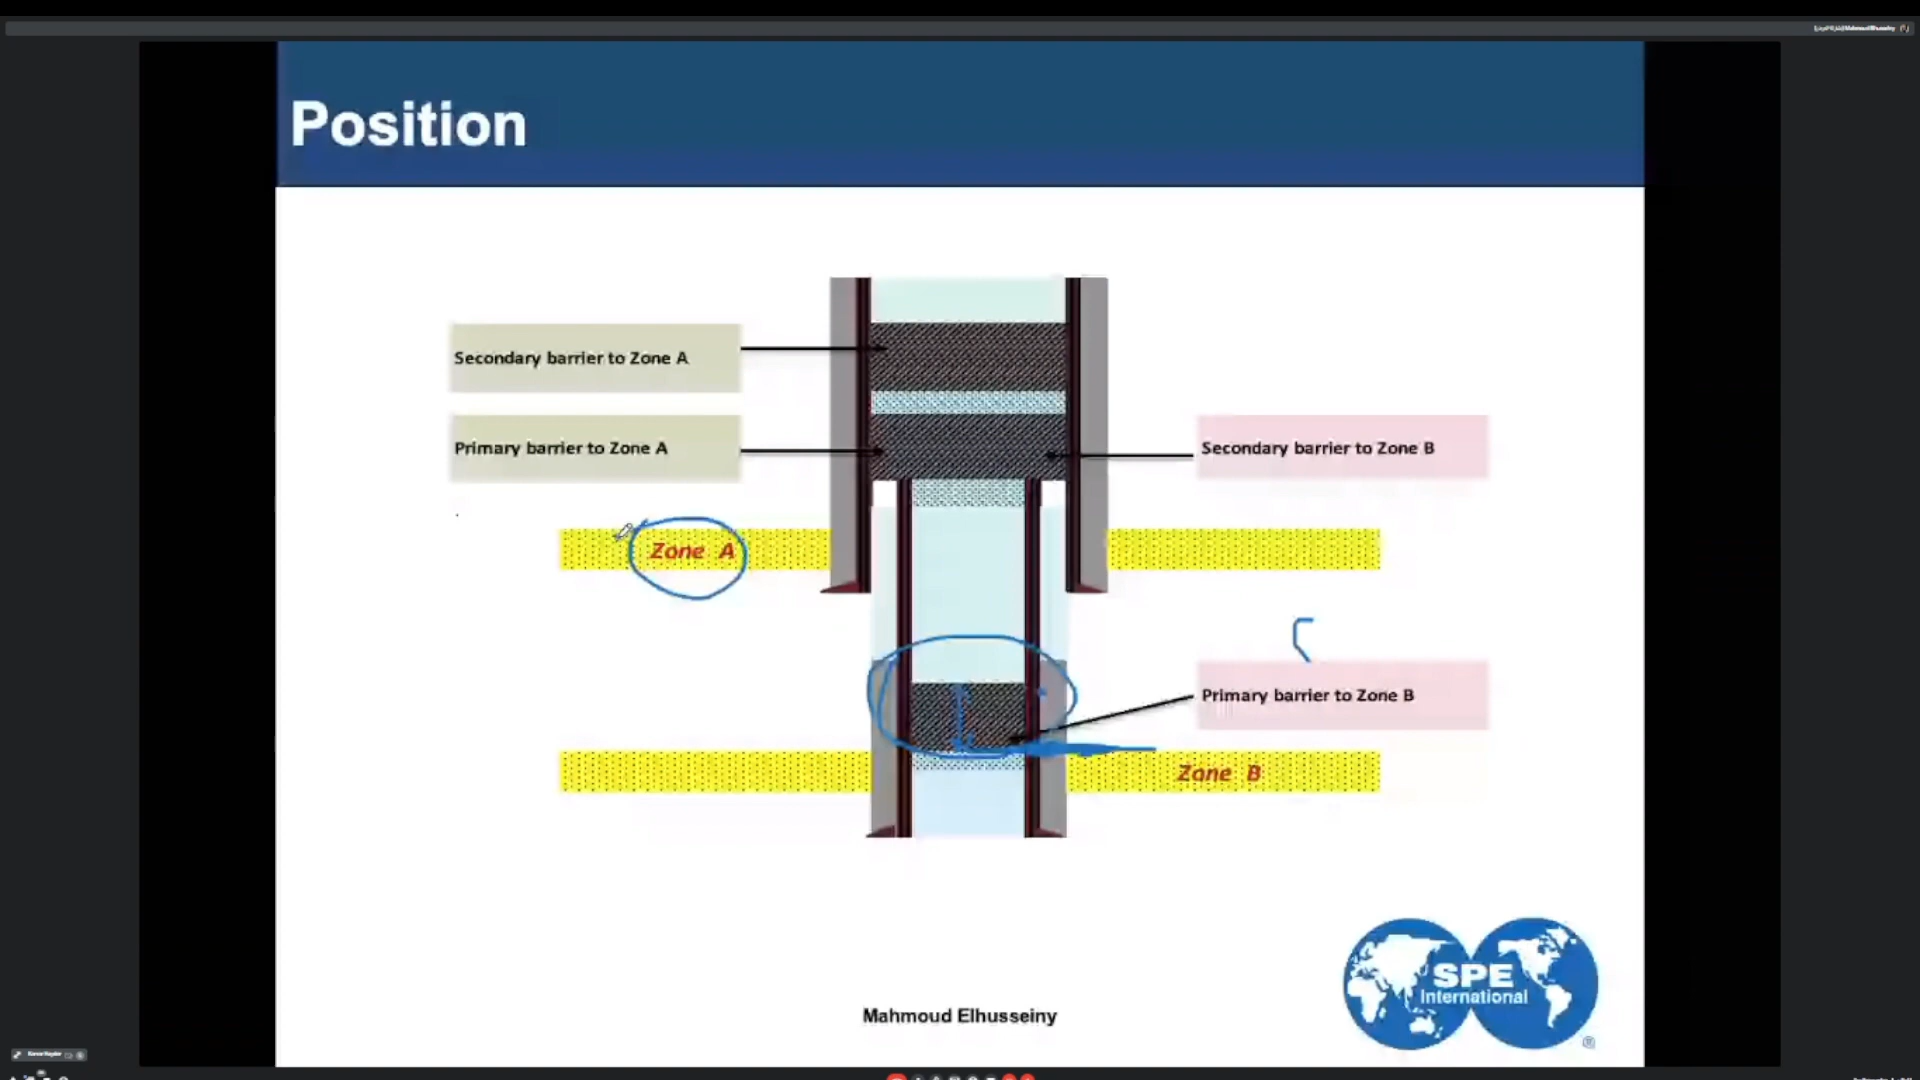 Position
Secondary barrier to Zone A
Primary barrier to Zone A
Secondary barrier to Zone B
Zone A
Primary barrier to Zone B
Zone B
SPE
International
®
Mahmoud Elhusseiny